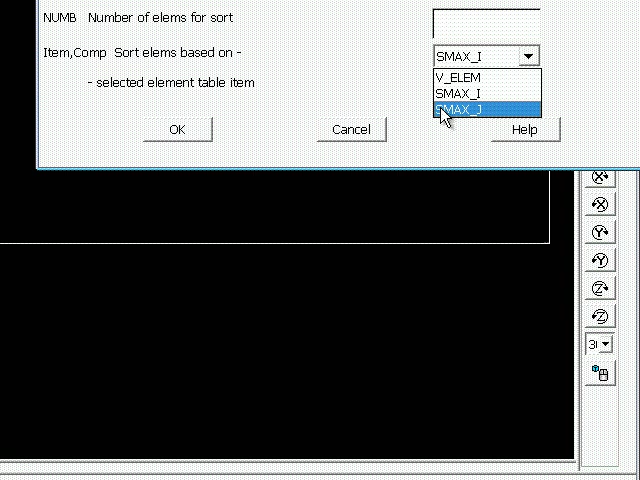 NUMB Number of elems for sort
Item,Comp Sort elems based on -
SMAX_I
- selected element table item
V_ELEM
SMAX_I
SMAX_J
OK
Cancel
Help
X
X
Y
Y
Z
Z